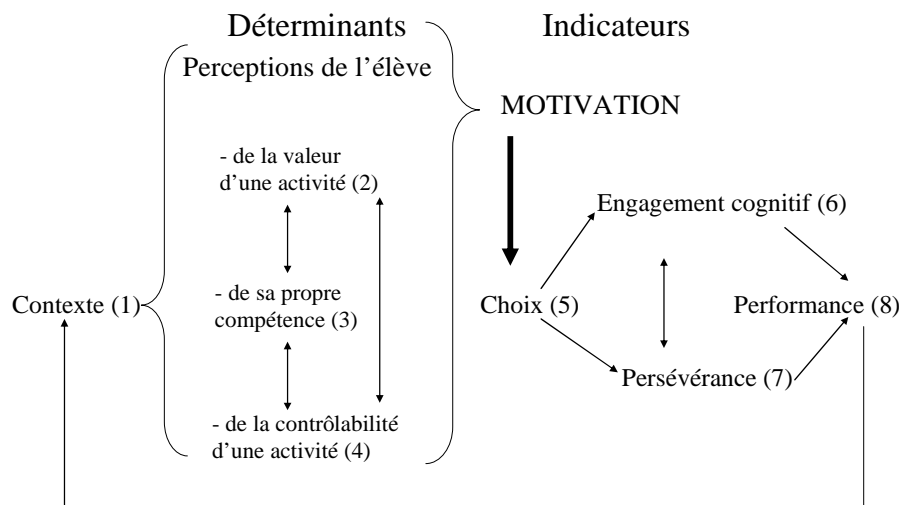 Déterminants
Indicateurs
Perceptions de l'élève
MOTIVATION
- de la valeur
d'une activité (2)
Engagement cognitif (6)
Contexte (1)
- de sa propre
compétence (3)
Choix (5)
Performance (8)
Persévérance (7)
- de la contrôlabilité
d'une activité (4)